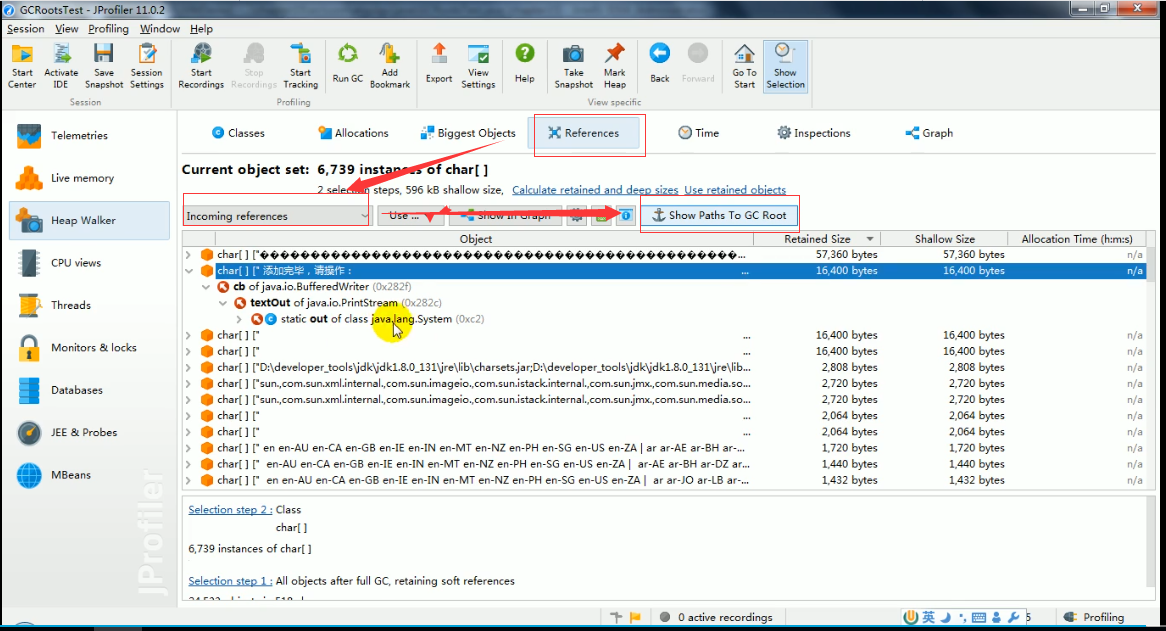 GCRootsTest - JProfiler 11.0.2
Session View Profiling Window Help
Start Center
Activate IDE
Save Snapshot
Session Settings
Start Recordings
Stop Recordings
Start Tracking
Run GC
Add Bookmark
Export
View Settings
Help
Take Snapshot
Mark Heap
Back
Forward
Go To Start
Show Selection
Session
Profiling
View specific
Telemetries
Live memory
Heap Walker
CPU views
Threads
Monitors & locks
Databases
JEE & Probes
MBeans
JProfiler
Classes Allocations Biggest Objects References Time Inspections Graph
Current object set: 6,739 instances of char[ ]
2 selection steps, 596 kB shallow size, Calculate retained and deep sizes Use retained objects
Incoming references Use ... Show In Graph Show Paths To GC Root
Object Retained Size Shallow Size Allocation Time (h:m:s)
char[ ] ["������������������������������������������������... 57,360 bytes 57,360 bytes n/a
char[ ] [" 添加完毕，请操作： ... 16,400 bytes 16,400 bytes n/a
cb of java.io.BufferedWriter (0x282f)
textOut of java.io.PrintStream (0x282c)
static out of class java.lang.System (0xc2)
char[ ] [" ... 16,400 bytes 16,400 bytes n/a
char[ ] [" ... 16,400 bytes 16,400 bytes n/a
char[ ] ["D:\developer_tools\jdk\jdk1.8.0_131\jre\lib\charsets.jar;D:\developer_tools\jdk\jdk1.8.0_131\jre\l... 2,808 bytes 2,808 bytes n/a
char[ ] ["sun.,com.sun.xml.internal.,com.sun.imageio.,com.sun.istack.internal.,com.sun.jmx.,com.sun.media.so... 2,720 bytes 2,720 bytes n/a
char[ ] ["sun.,com.sun.xml.internal.,com.sun.imageio.,com.sun.istack.internal.,com.sun.jmx.,com.sun.media.so... 2,720 bytes 2,720 bytes n/a
char[ ] [" ... 2,064 bytes 2,064 bytes n/a
char[ ] [" ... 2,064 bytes 2,064 bytes n/a
char[ ] [" en en-AU en-CA en-GB en-IE en-IN en-MT en-NZ en-PH en-SG en-US en-ZA | ar ar-AE ar-BH ar-... 1,720 bytes 1,720 bytes n/a
char[ ] [" en-AU en-CA en-GB en-IE en-IN en-MT en-NZ en-PH en-SG en-US en-ZA | ar-AE ar-BH ar-DZ ar... 1,440 bytes 1,440 bytes n/a
char[ ] [" en en-AU en-CA en-GB en-IE en-IN en-MT en-NZ en-PH en-SG en-US en-ZA | ar ar-JO ar-LB ar-... 1,432 bytes 1,432 bytes n/a
Selection step 2 : Class
char[ ]
6,739 instances of char[ ]
Selection step 1 : All objects after full GC, retaining soft references
0 active recordings
英
5
Profiling